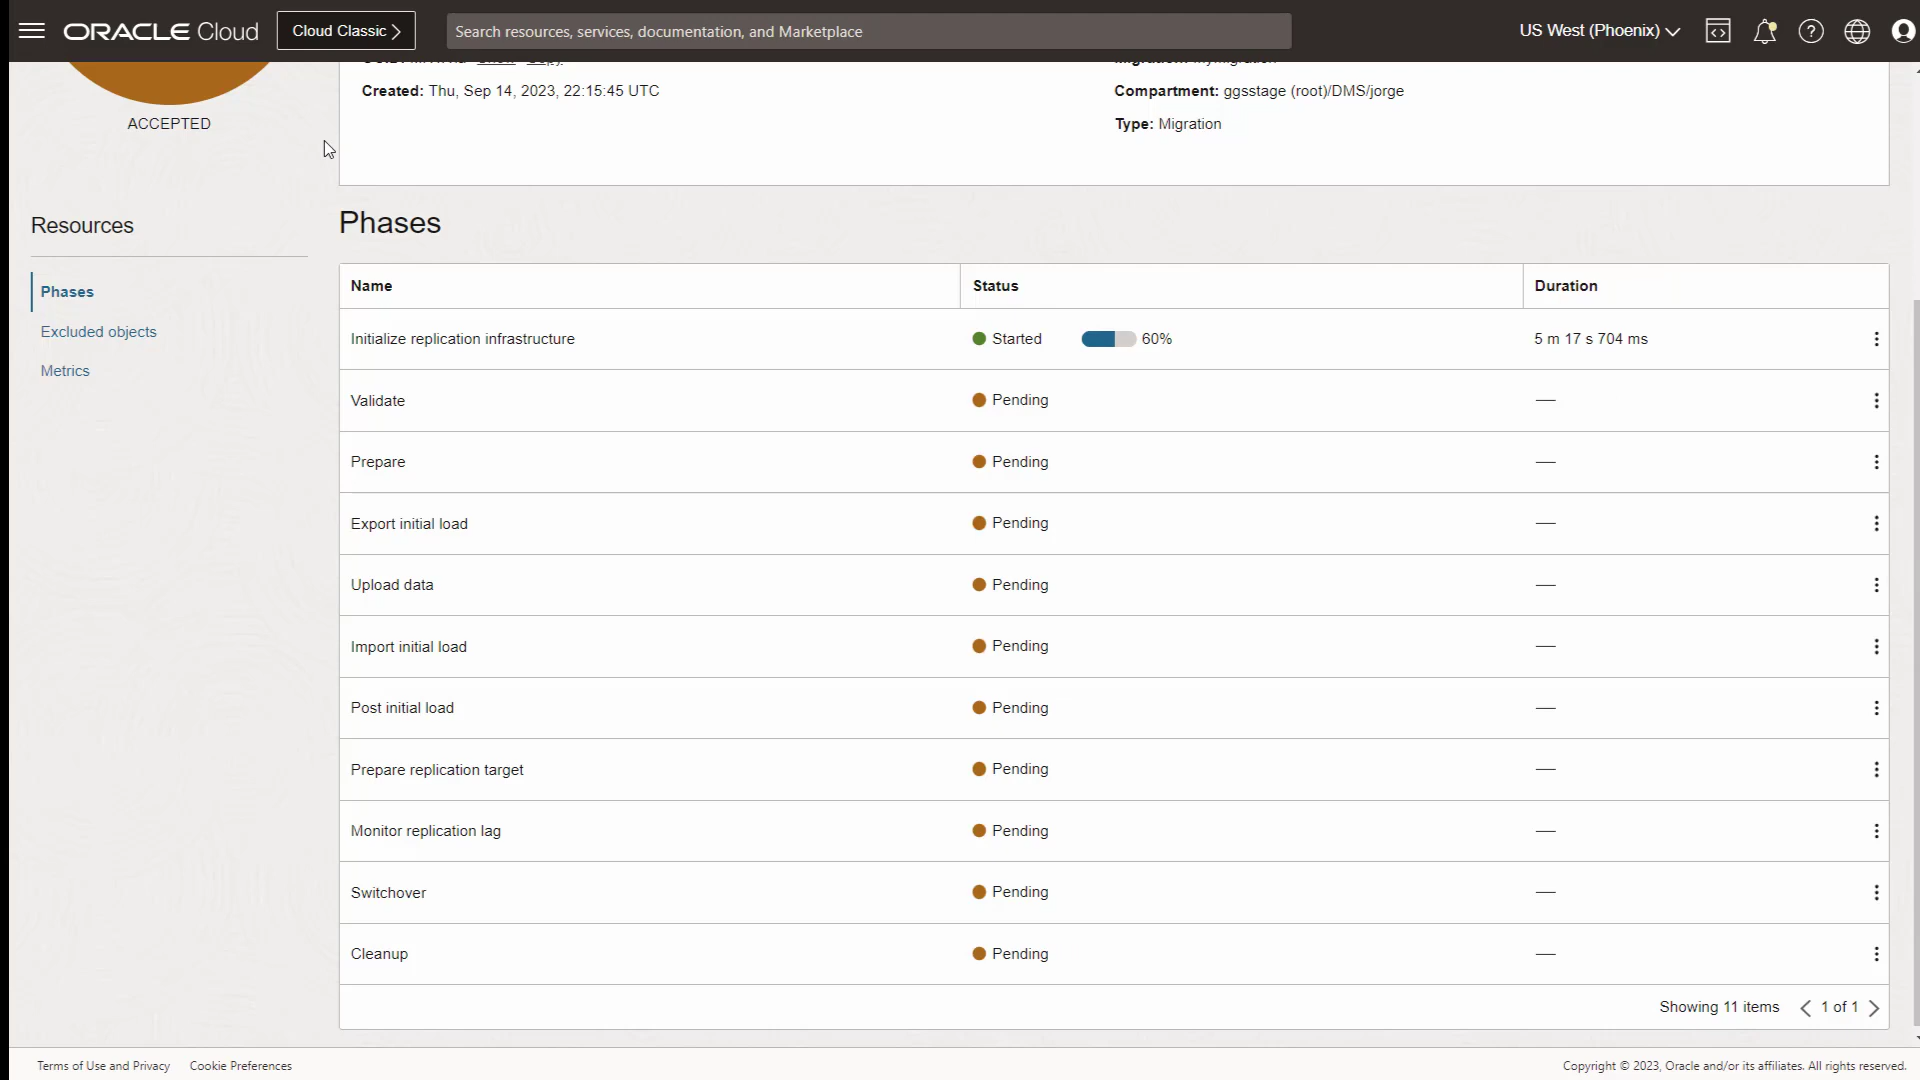 ORACLE Cloud
Cloud Classic
Search resources, services, documentation, and Marketplace
US West (Phoenix)
Created: Thu, Sep 14, 2023, 22:15:45 UTC
Compartment: ggsstage (root)/DMS/jorge
ACCEPTED
Type: Migration
Resources
Phases
Excluded objects
Metrics
Phases
Name Status Duration
Initialize replication infrastructure Started 60% 5 m 17 s 704 ms
Validate Pending —
Prepare Pending —
Export initial load Pending —
Upload data Pending —
Import initial load Pending —
Post initial load Pending —
Prepare replication target Pending —
Monitor replication lag Pending —
Switchover Pending —
Cleanup Pending —
Showing 11 items 1 of 1
Terms of Use and Privacy Cookie Preferences
Copyright © 2023, Oracle and/or its affiliates. All rights reserved.